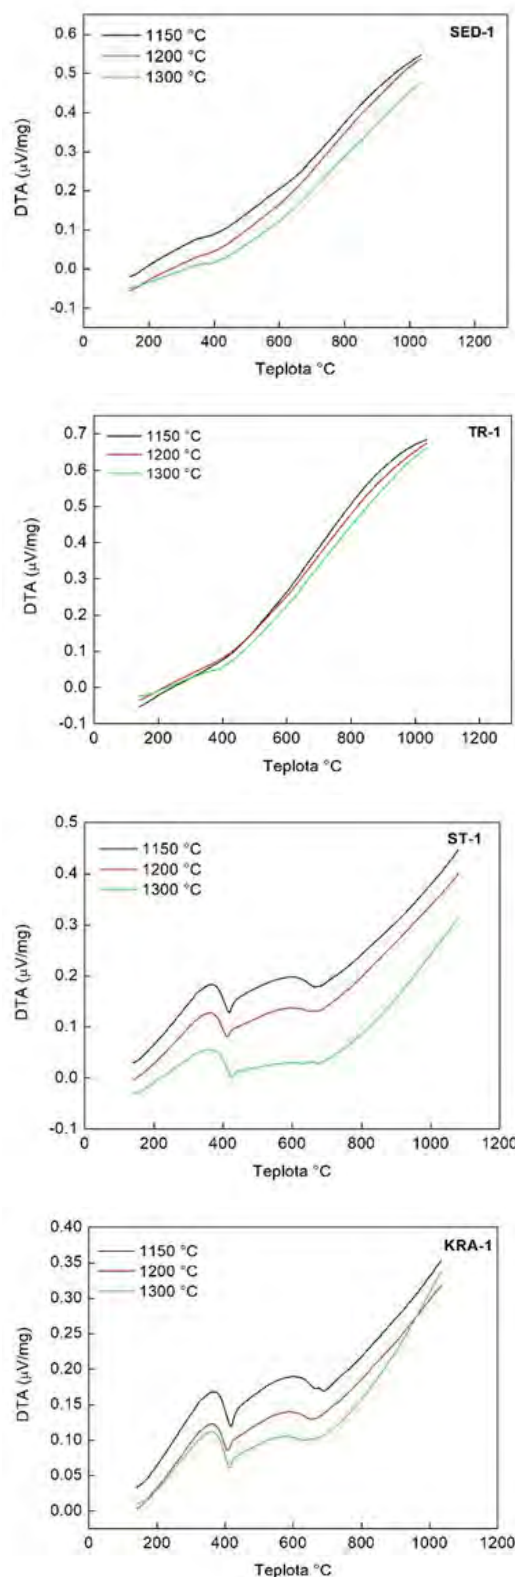 SED-1
1150 °C
1200 °C
1300 °C
0.6
0.5
0.4
0.3
0.2
0.1
0.0
-0.1
DTA (µV/mg)
0 200 400 600 800 1000 1200
Teplota °C
TR-1
1150 °C
1200 °C
1300 °C
0.7
0.6
0.5
0.4
0.3
0.2
0.1
0.0
-0.1
DTA (µV/mg)
0 200 400 600 800 1000 1200
Teplota °C
ST-1
1150 °C
1200 °C
1300 °C
0.5
0.4
0.3
0.2
0.1
0.0
-0.1
DTA (µV/mg)
0 200 400 600 800 1000 1200
Teplota °C
KRA-1
1150 °C
1200 °C
1300 °C
0.40
0.35
0.30
0.25
0.20
0.15
0.10
0.05
0.00
DTA (µV/mg)
0 200 400 600 800 1000 1200
Teplota °C